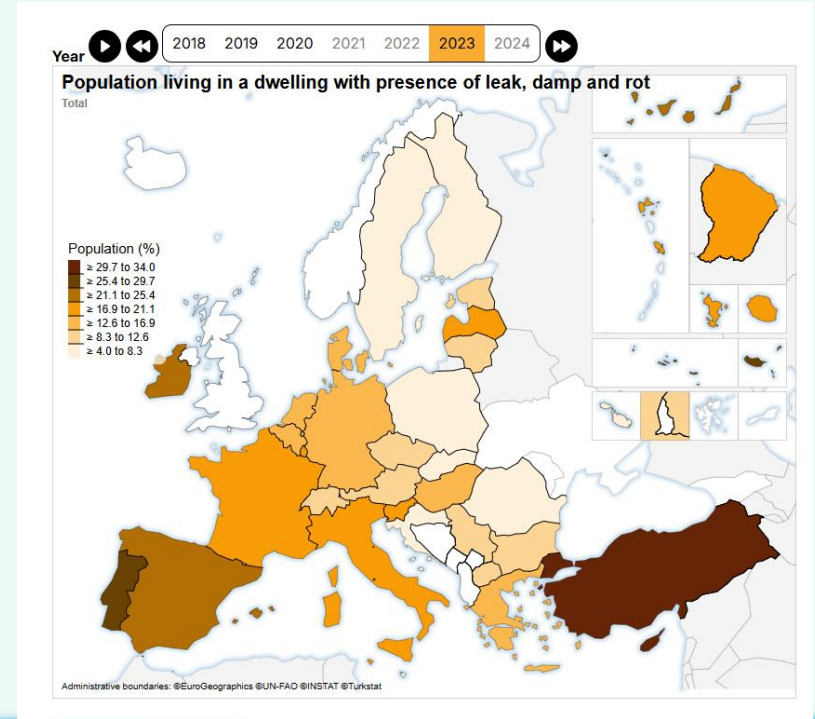 Year 2018 2019 2020 2021 2022 2023 2024
Population living in a dwelling with presence of leak, damp and rot
Total
Population (%)
≥ 29.7 to 34.0
≥ 25.4 to 29.7
≥ 21.1 to 25.4
≥ 16.9 to 21.1
≥ 12.6 to 16.9
≥ 8.3 to 12.6
≥ 4.0 to 8.3
Administrative boundaries: ©EuroGeographics ©UN-FAO ©INSTAT ©Turkstat